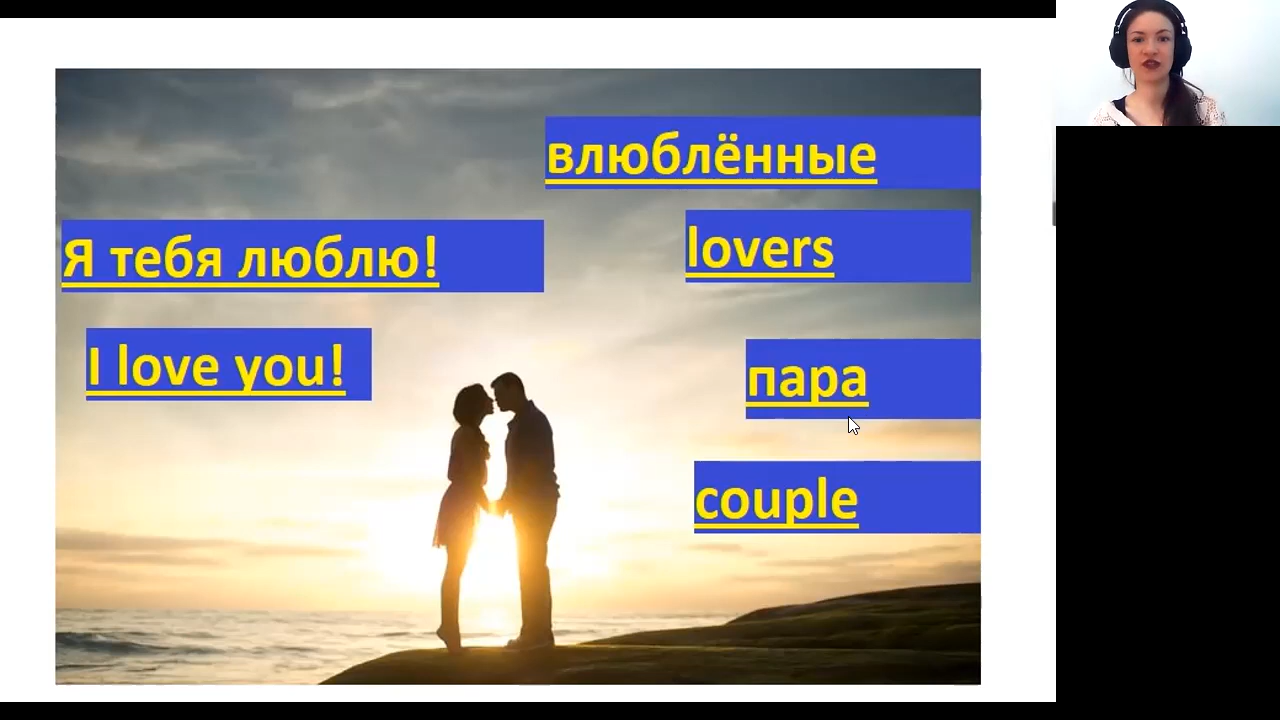 влюблённые
lovers
Я тебя люблю!
I love you!
пара
couple